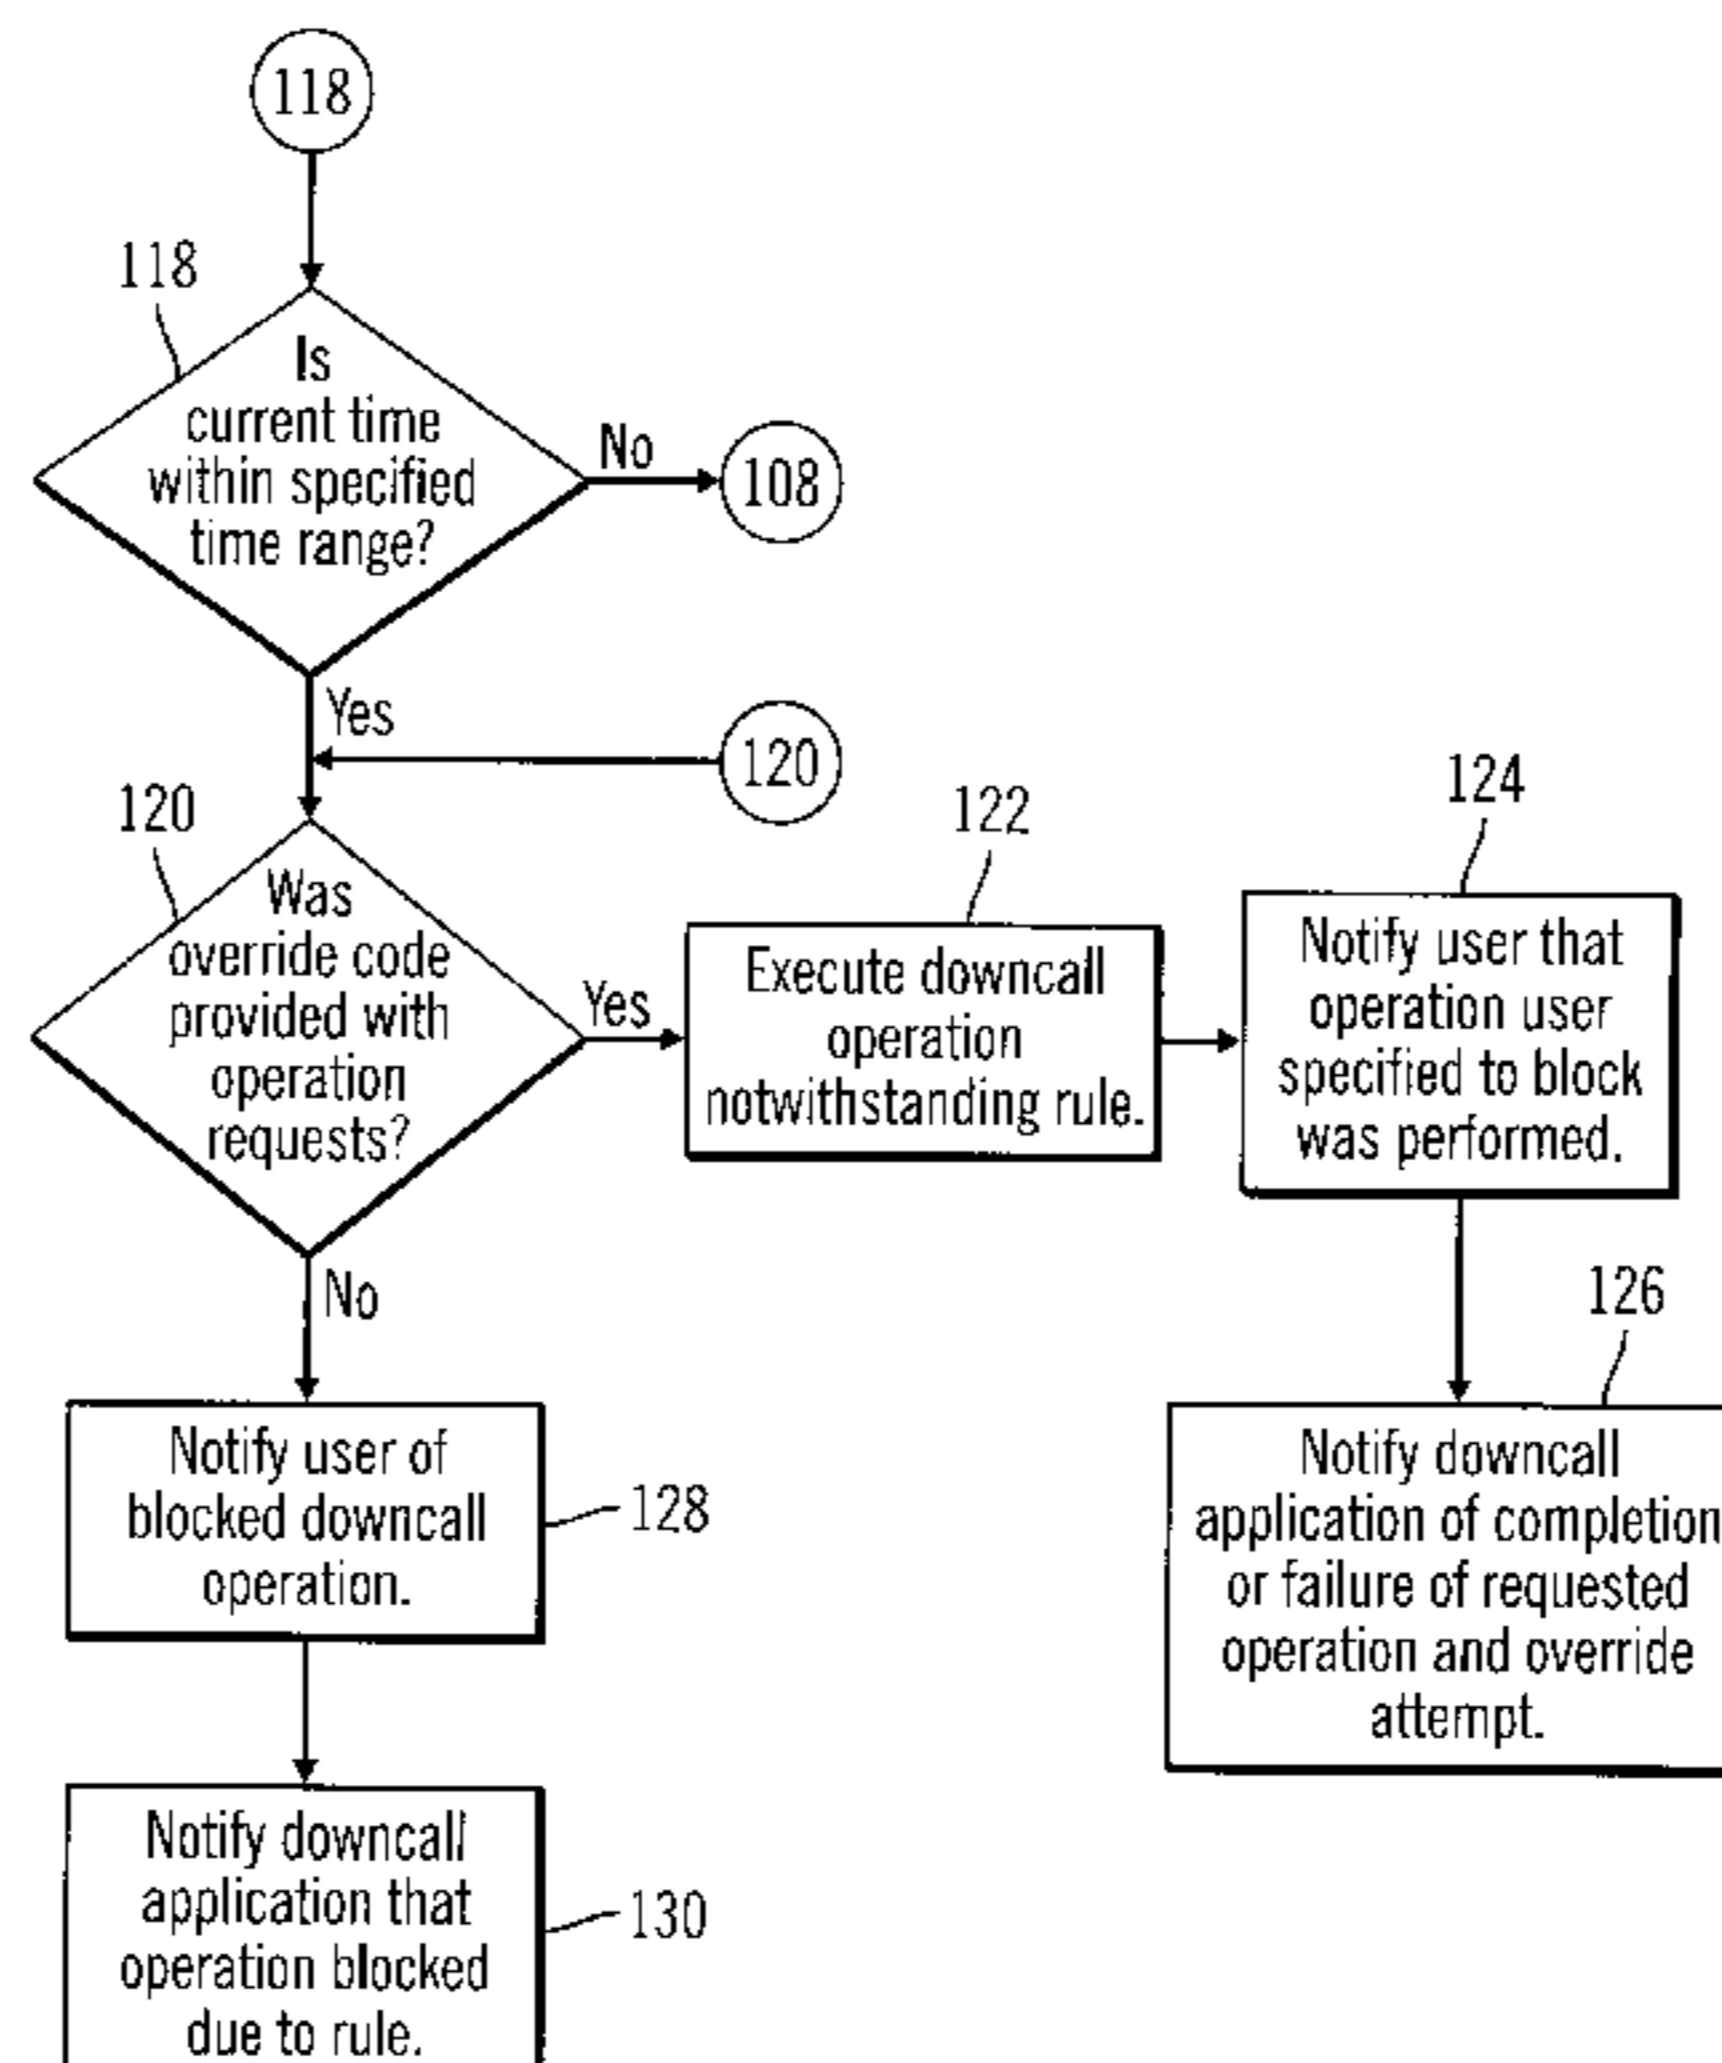 118
118
Is
current time
within specified
time range?
No
108
Yes
120
120
Was
override code
provided with
operation
requests?
Yes
122
Execute downcall
operation
notwithstanding rule.
124
Notify user that
operation user
specified to block
was performed.
No
126
Notify downcall
application of completion
or failure of requested
operation and override
attempt.
Notify user of
blocked downcall
operation.
128
Notify downcall
application that
operation blocked
due to rule.
130